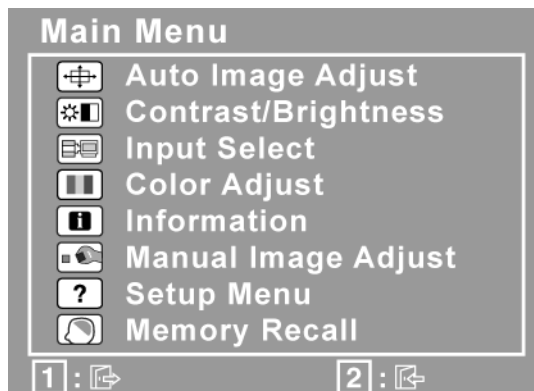 Main Menu
Auto Image Adjust
Contrast/Brightness
Input Select
Color Adjust
i Information
Manual Image Adjust
? Setup Menu
Memory Recall
1 : 2 :